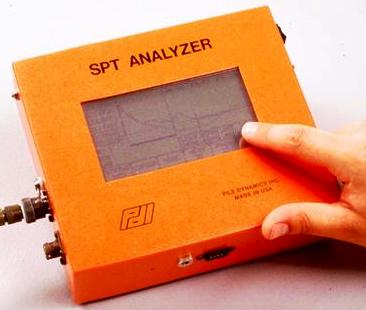 SPT ANALYZER
PILE DYNAMICS INC.
MADE IN USA
PDI